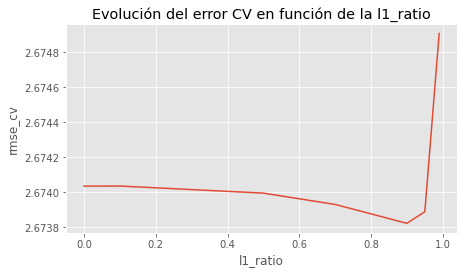 Evolución del error CV en función de la l1_ratio
2.6748
2.6746
2.6744
2.6742
2.6740
2.6738
rmse_cv
0.0 0.2 0.4 0.6 0.8 1.0
l1_ratio